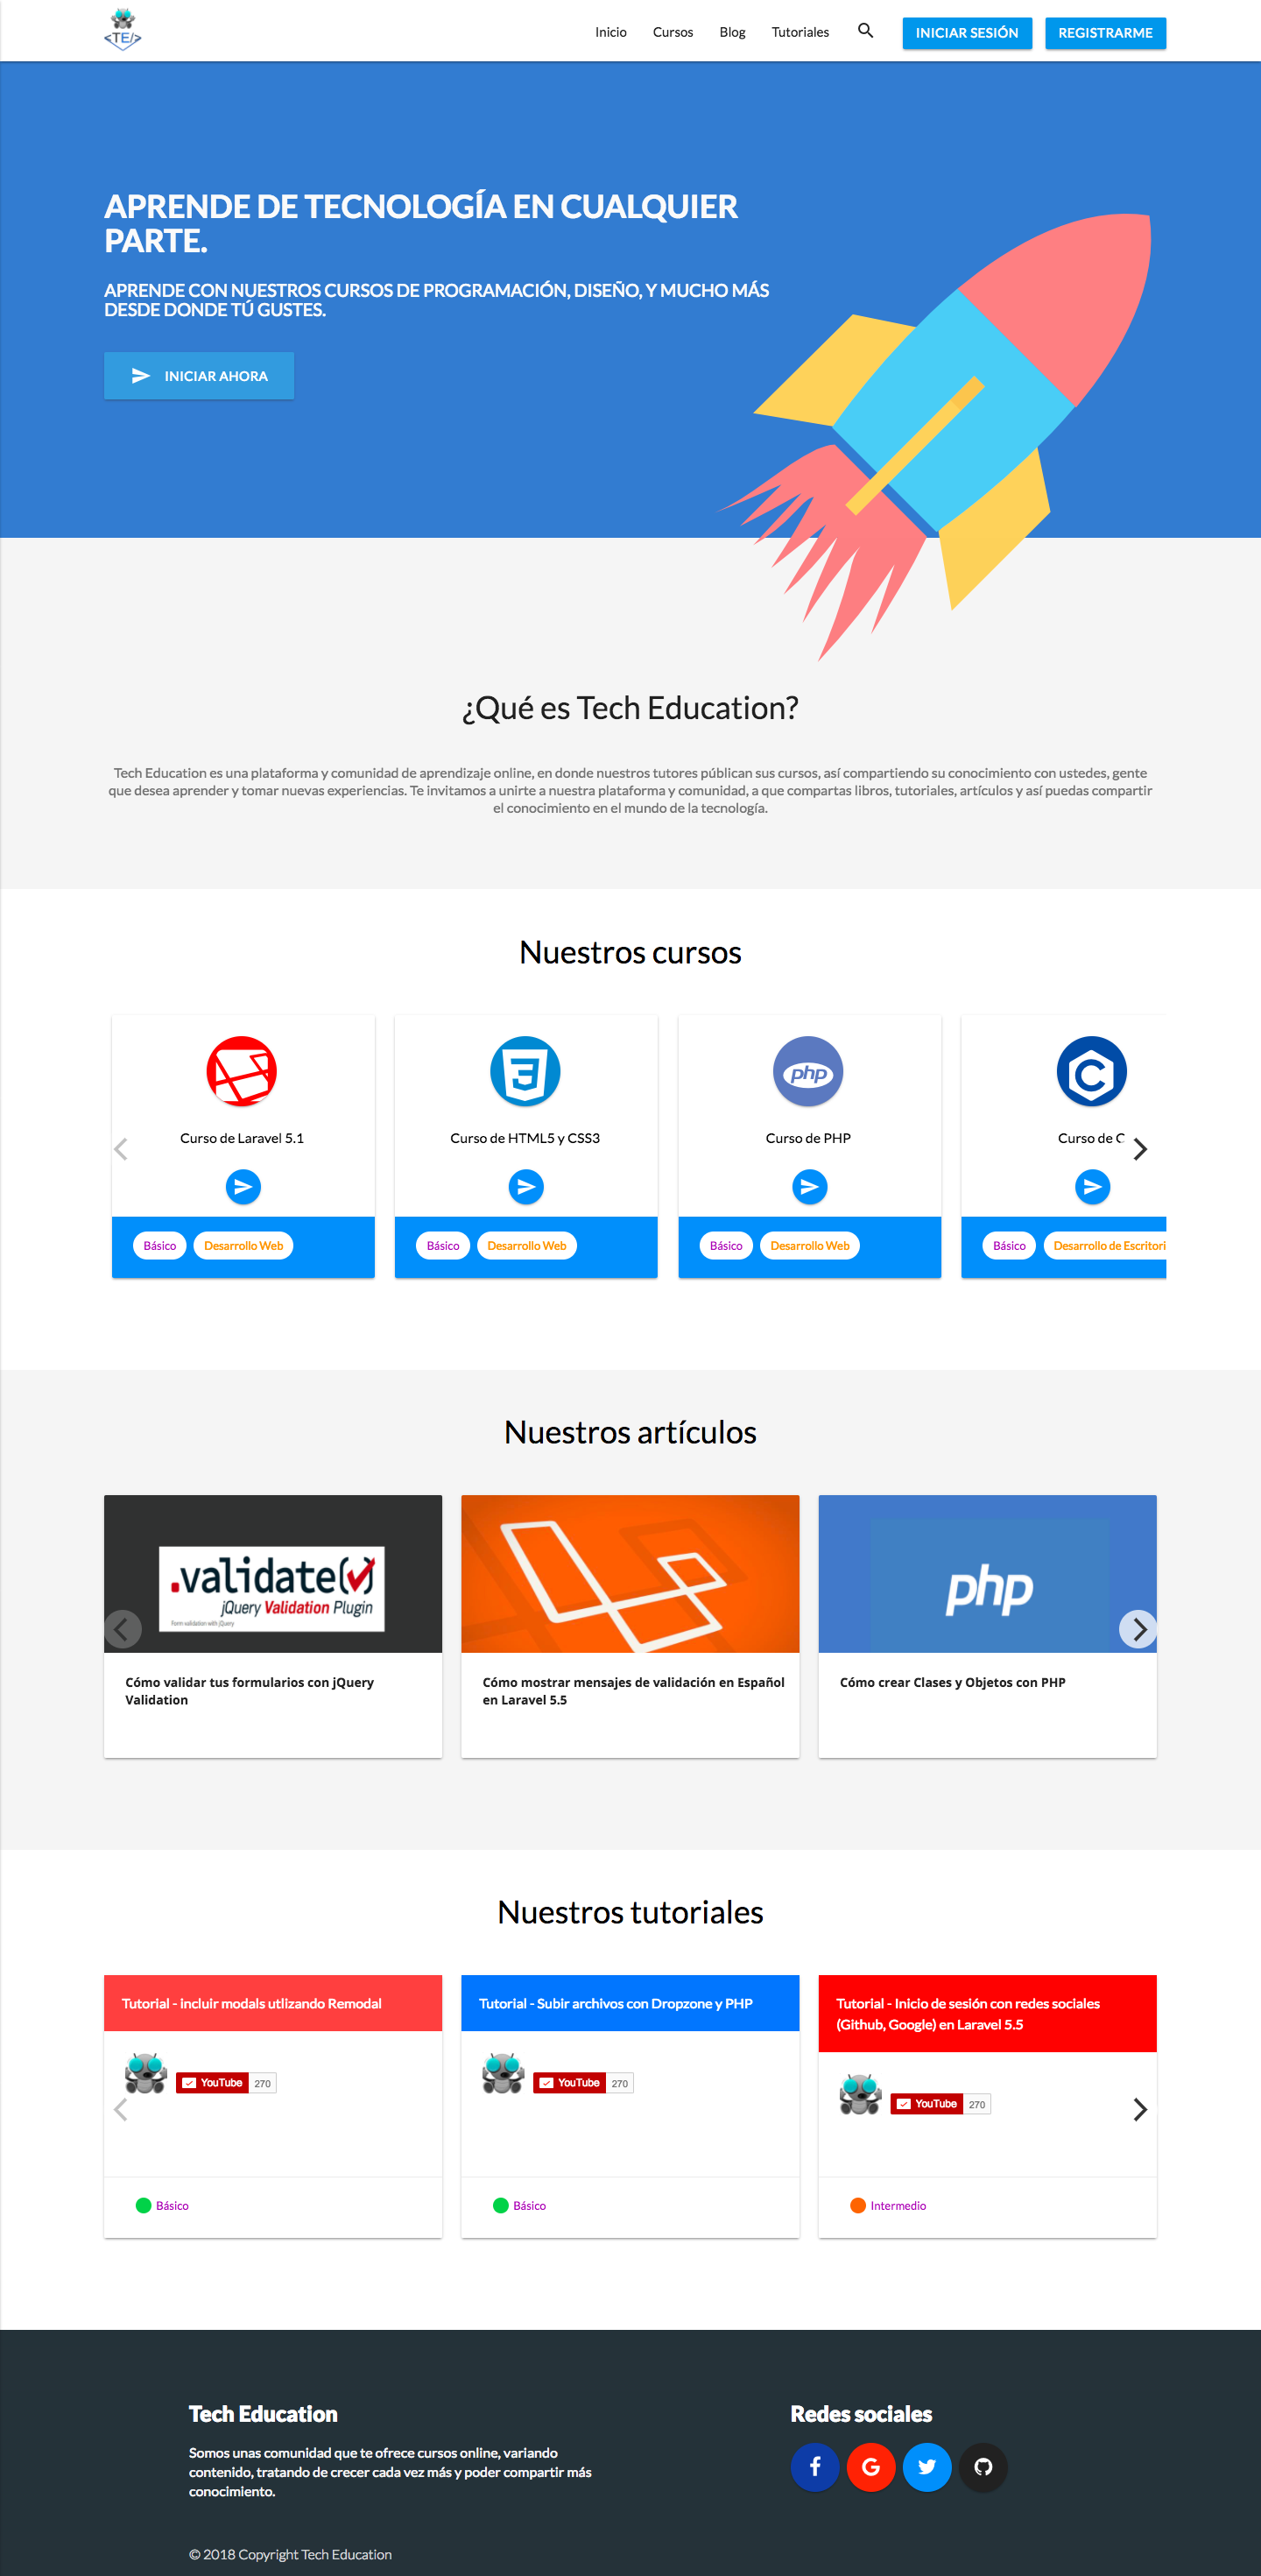 <TE/>
Inicio
Cursos
Blog
Tutoriales
INICIAR SESIÓN
REGISTRARME
APRENDE DE TECNOLOGÍA EN CUALQUIER
PARTE.
APRENDE CON NUESTROS CURSOS DE PROGRAMACIÓN, DISEÑO, Y MUCHO MÁS
DESDE DONDE TÚ GUSTES.
INICIAR AHORA
¿Qué es Tech Education?
Tech Education es una plataforma y comunidad de aprendizaje online, en donde nuestros tutores públican sus cursos, así compartiendo su conocimiento con ustedes, gente
que desea aprender y tomar nuevas experiencias. Te invitamos a unirte a nuestra plataforma y comunidad, a que compartas libros, tutoriales, artículos y así puedas compartir
el conocimiento en el mundo de la tecnología.
Nuestros cursos
Curso de Laravel 5.1
Básico
Desarrollo Web
3
Curso de HTML5 y CSS3
Básico
Desarrollo Web
php
Curso de PHP
Básico
Desarrollo Web
C
Curso de C
Básico
Desarrollo de Escritori
Nuestros artículos
.validate()
jQuery Validation Plugin
Form validation with jQuery
Cómo validar tus formularios con jQuery
Validation
Cómo mostrar mensajes de validación en Español
en Laravel 5.5
php
Cómo crear Clases y Objetos con PHP
Nuestros tutoriales
Tutorial - incluir modals utlizando Remodal
YouTube 270
Básico
Tutorial - Subir archivos con Dropzone y PHP
YouTube 270
Básico
Tutorial - Inicio de sesión con redes sociales
(Github, Google) en Laravel 5.5
YouTube 270
Intermedio
Tech Education
Somos unas comunidad que te ofrece cursos online, variando
contenido, tratando de crecer cada vez más y poder compartir más
conocimiento.
Redes sociales
© 2018 Copyright Tech Education